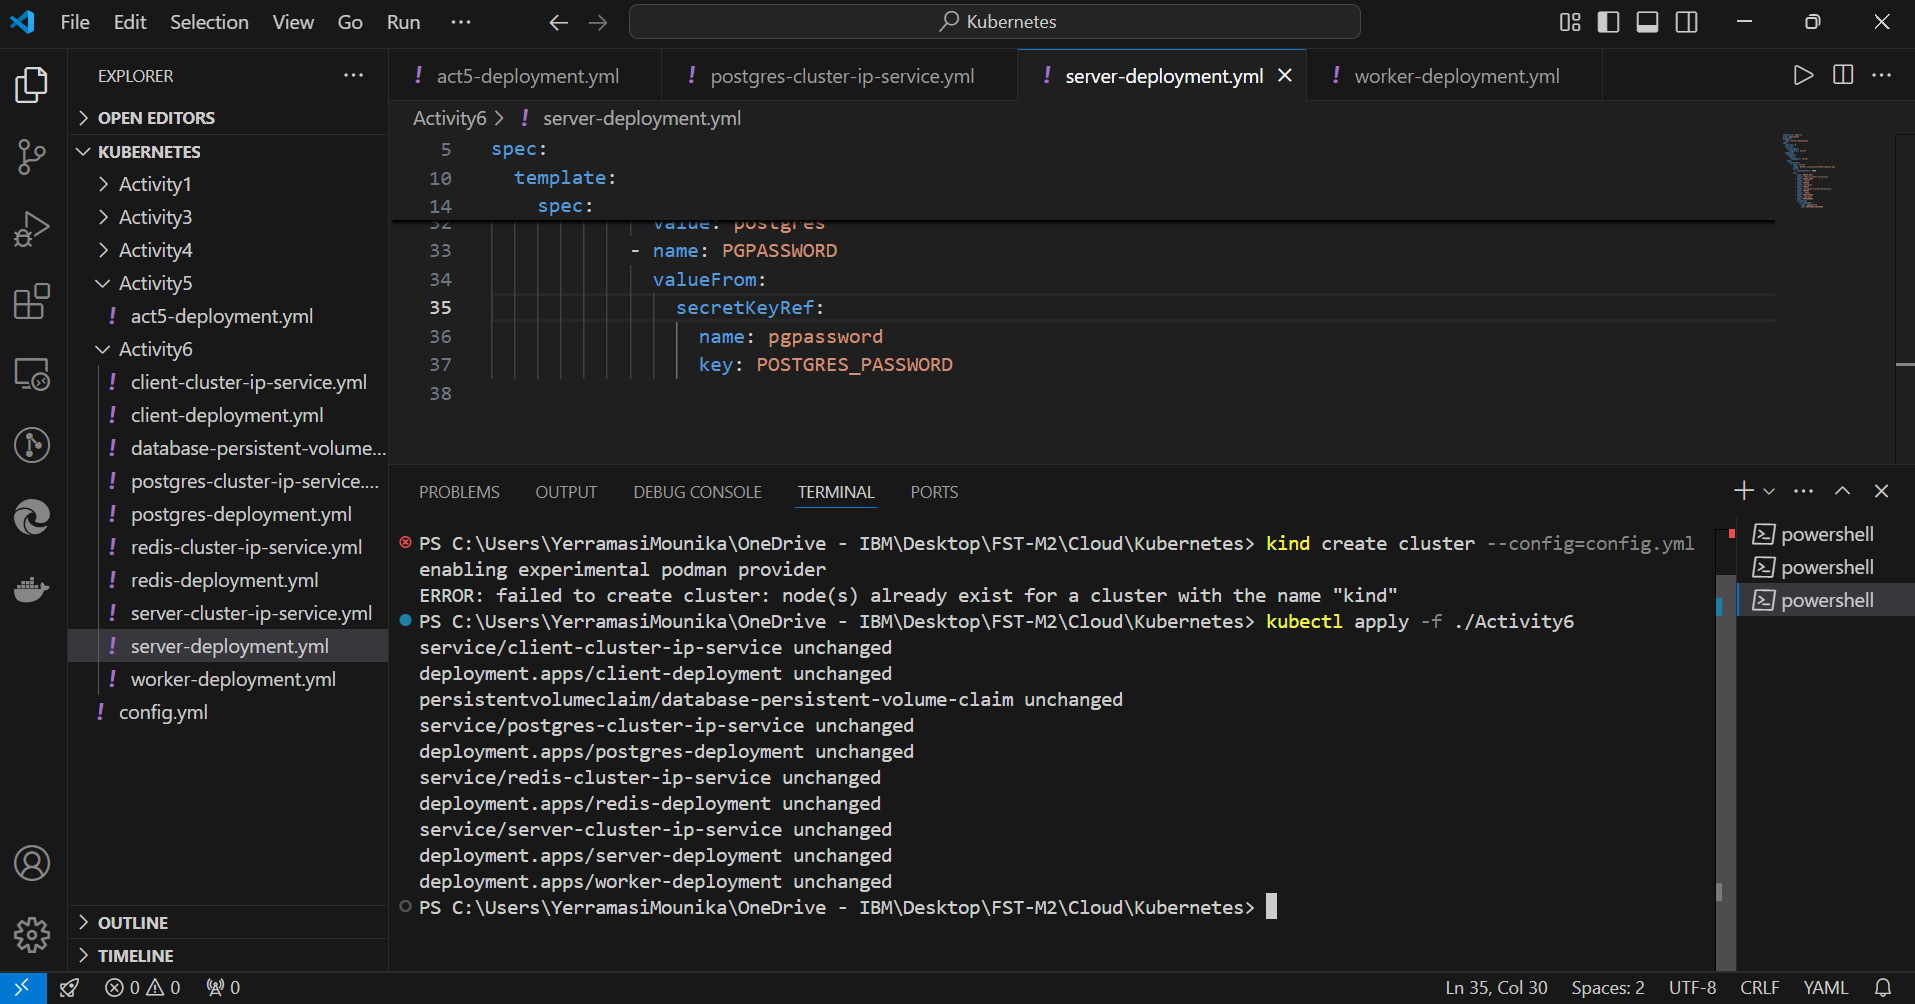 File Edit Selection View Go Run ··· Kubernetes
EXPLORER ···
OPEN EDITORS
KUBERNETES
Activity1
Activity3
Activity4
Activity5
! act5-deployment.yml
Activity6
! client-cluster-ip-service.yml
! client-deployment.yml
! database-persistent-volume...
! postgres-cluster-ip-service....
! postgres-deployment.yml
! redis-cluster-ip-service.yml
! redis-deployment.yml
! server-cluster-ip-service.yml
! server-deployment.yml
! worker-deployment.yml
! config.yml
OUTLINE
TIMELINE
! act5-deployment.yml ! postgres-cluster-ip-service.yml ! server-deployment.yml ! worker-deployment.yml
Activity6 > ! server-deployment.yml
5 spec:
10 template:
14 spec:
32 value: postgres
33 - name: PGPASSWORD
34 valueFrom:
35 secretKeyRef:
36 name: pgpassword
37 key: POSTGRES_PASSWORD
38
PROBLEMS OUTPUT DEBUG CONSOLE TERMINAL PORTS
PS C:\Users\YerramasiMounika\OneDrive - IBM\Desktop\FST-M2\Cloud\Kubernetes> kind create cluster --config=config.yml
enabling experimental podman provider
ERROR: failed to create cluster: node(s) already exist for a cluster with the name "kind"
PS C:\Users\YerramasiMounika\OneDrive - IBM\Desktop\FST-M2\Cloud\Kubernetes> kubectl apply -f ./Activity6
service/client-cluster-ip-service unchanged
deployment.apps/client-deployment unchanged
persistentvolumeclaim/database-persistent-volume-claim unchanged
service/postgres-cluster-ip-service unchanged
deployment.apps/postgres-deployment unchanged
service/redis-cluster-ip-service unchanged
deployment.apps/redis-deployment unchanged
service/server-cluster-ip-service unchanged
deployment.apps/server-deployment unchanged
deployment.apps/worker-deployment unchanged
PS C:\Users\YerramasiMounika\OneDrive - IBM\Desktop\FST-M2\Cloud\Kubernetes>
powershell
powershell
powershell
0 0 0 Ln 35, Col 30 Spaces: 2 UTF-8 CRLF YAML